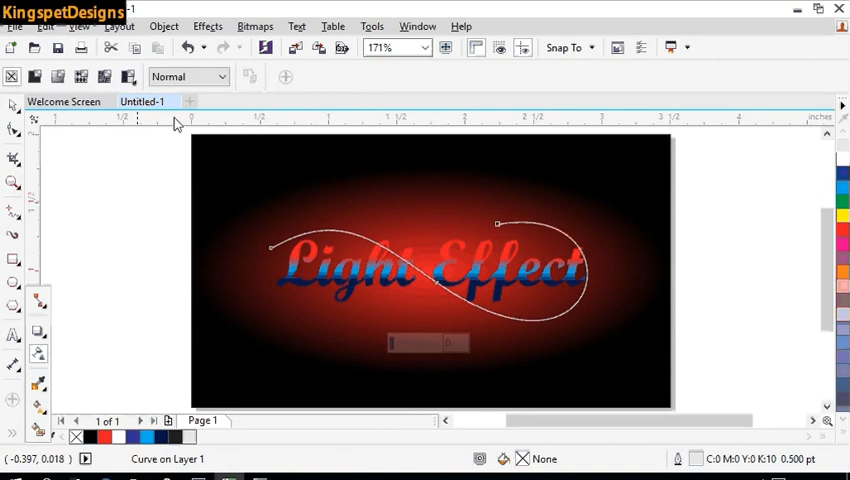 KingspetDesigns
-1
File Edit View Layout Object Effects Bitmaps Text Table Tools Window Help
171% Snap To
Normal
Welcome Screen Untitled-1
1/2 0 1/2 1 1 1/2 2 2 1/2 3 3 1/2 4 inches
Light Effect
0
1 of 1 Page 1
(-0.397, 0.018) Curve on Layer 1 None C:0 M:0 Y:0 K:10 0.500 pt